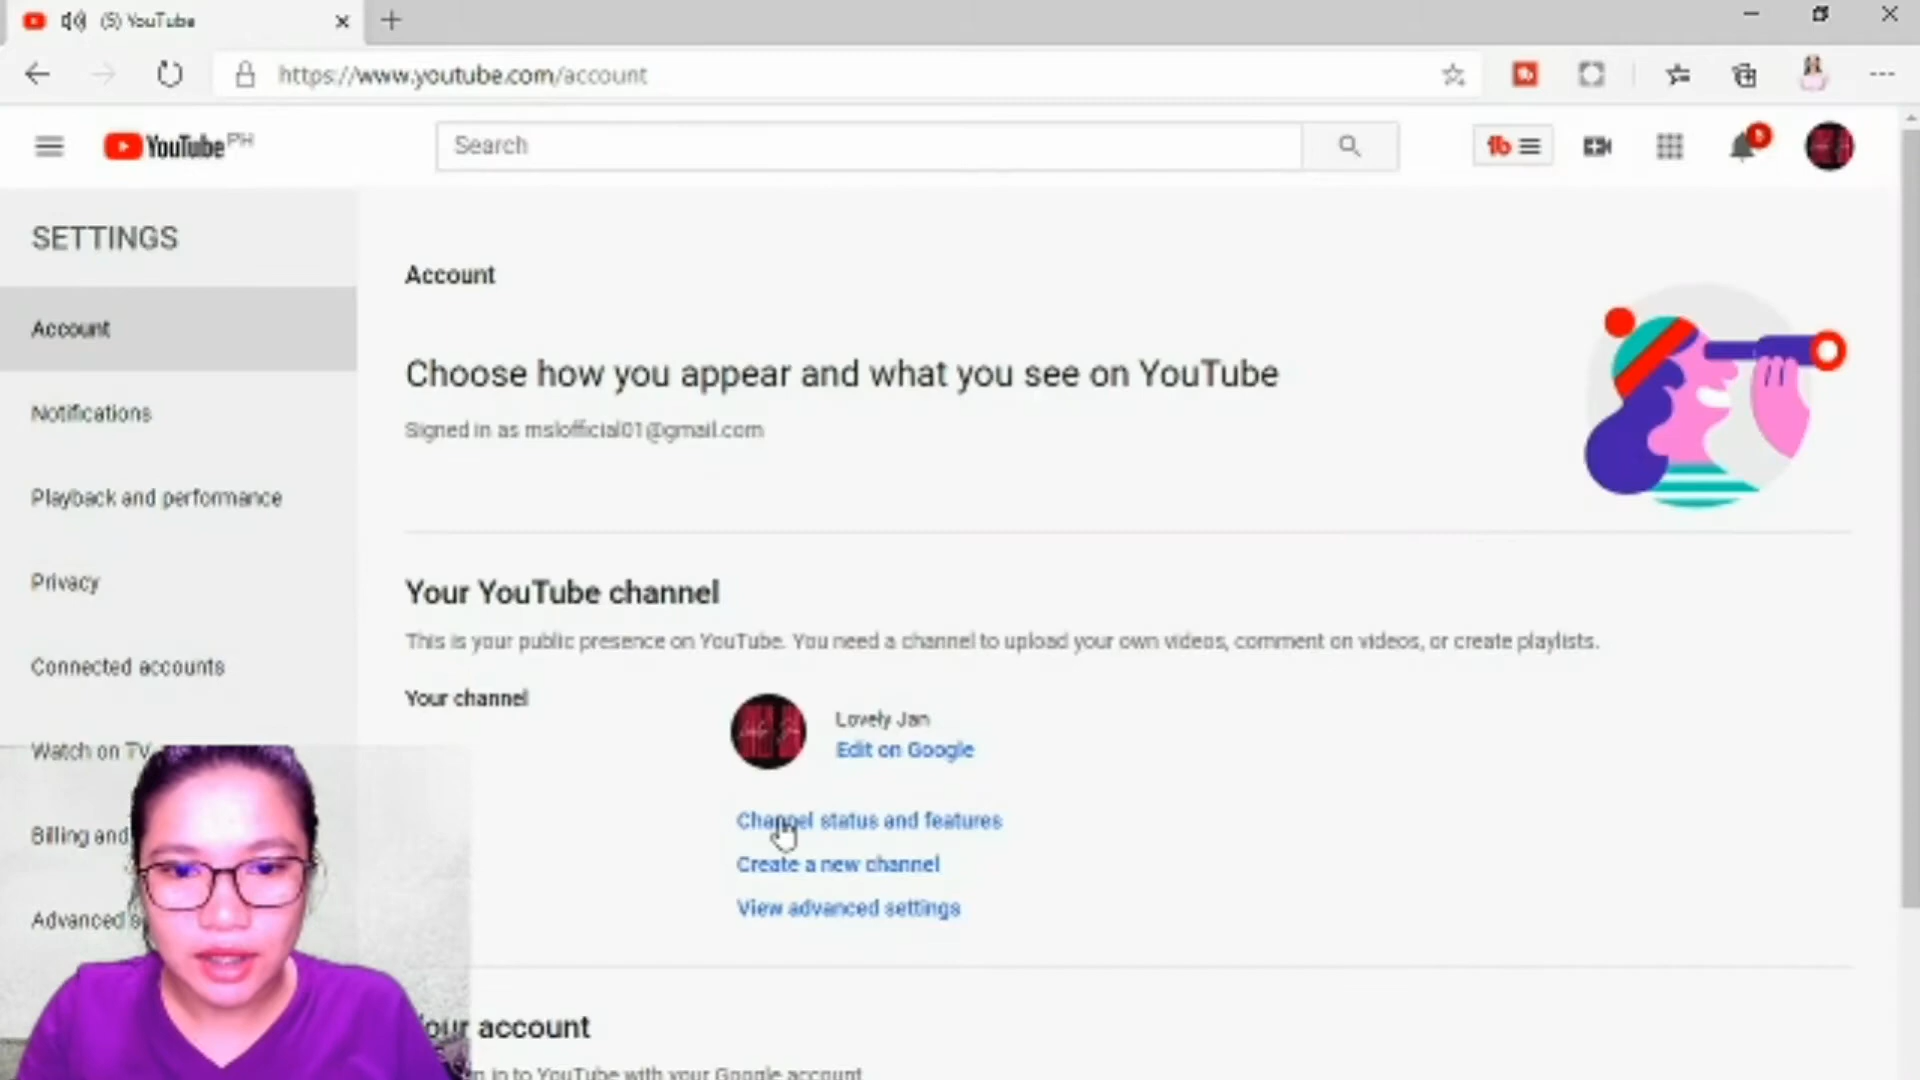 (5) YouTube
https://www.youtube.com/account
YouTube PH
Search
SETTINGS
Account
Notifications
Playback and performance
Privacy
Connected accounts
Watch on TV
Billing and
Advanced s
Account
Choose how you appear and what you see on YouTube
Signed in as mslofficial01@gmail.com
Your YouTube channel
This is your public presence on YouTube. You need a channel to upload your own videos, comment on videos, or create playlists.
Your channel
Lovely Jan
Edit on Google
Channel status and features
Create a new channel
View advanced settings
Your account
in to YouTube with your Google account